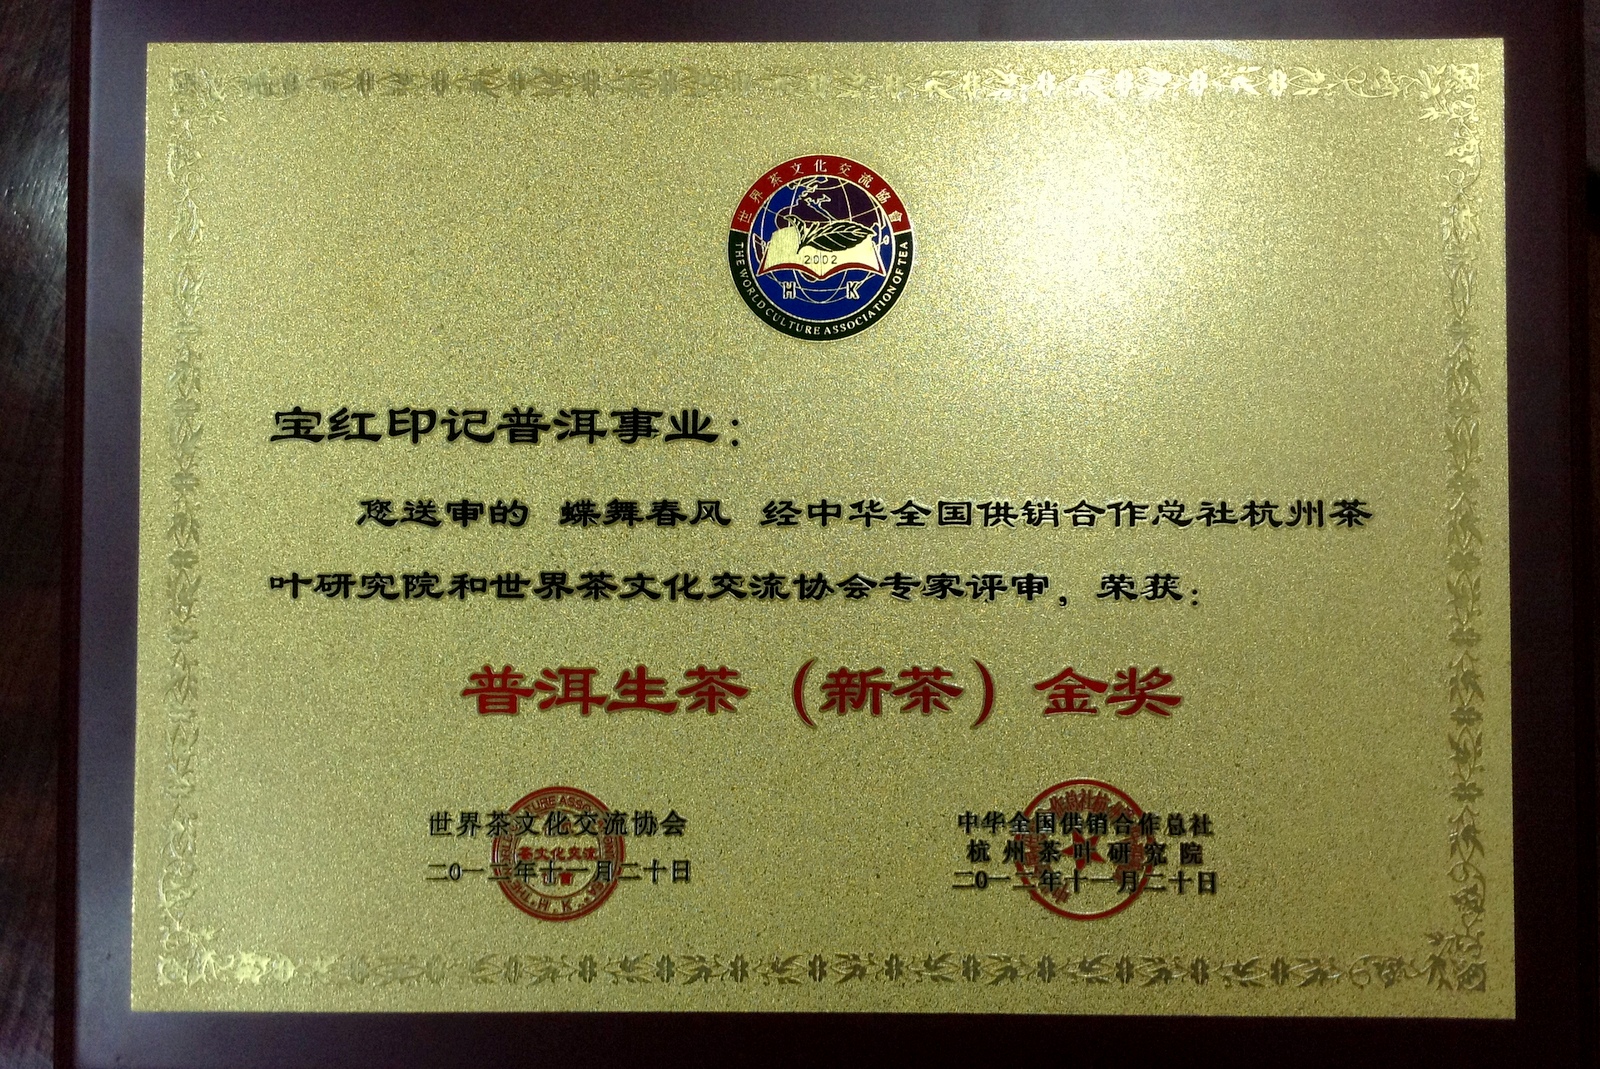 世界茶文化交流協會
2002
H K
THE WORLD CULTURE ASSOCIATION OF TEA
宝红印记普洱事业：
您送审的 蝶舞春风 经中华全国供销合作总社杭州茶
叶研究院和世界茶文化交流协会专家评审，荣获：
普洱生茶（新茶）金奖
世界茶文化交流协会
二〇一二年十一月二十日
中华全国供销合作总社
杭州茶叶研究院
二〇一二年十一月二十日
茶文化交流